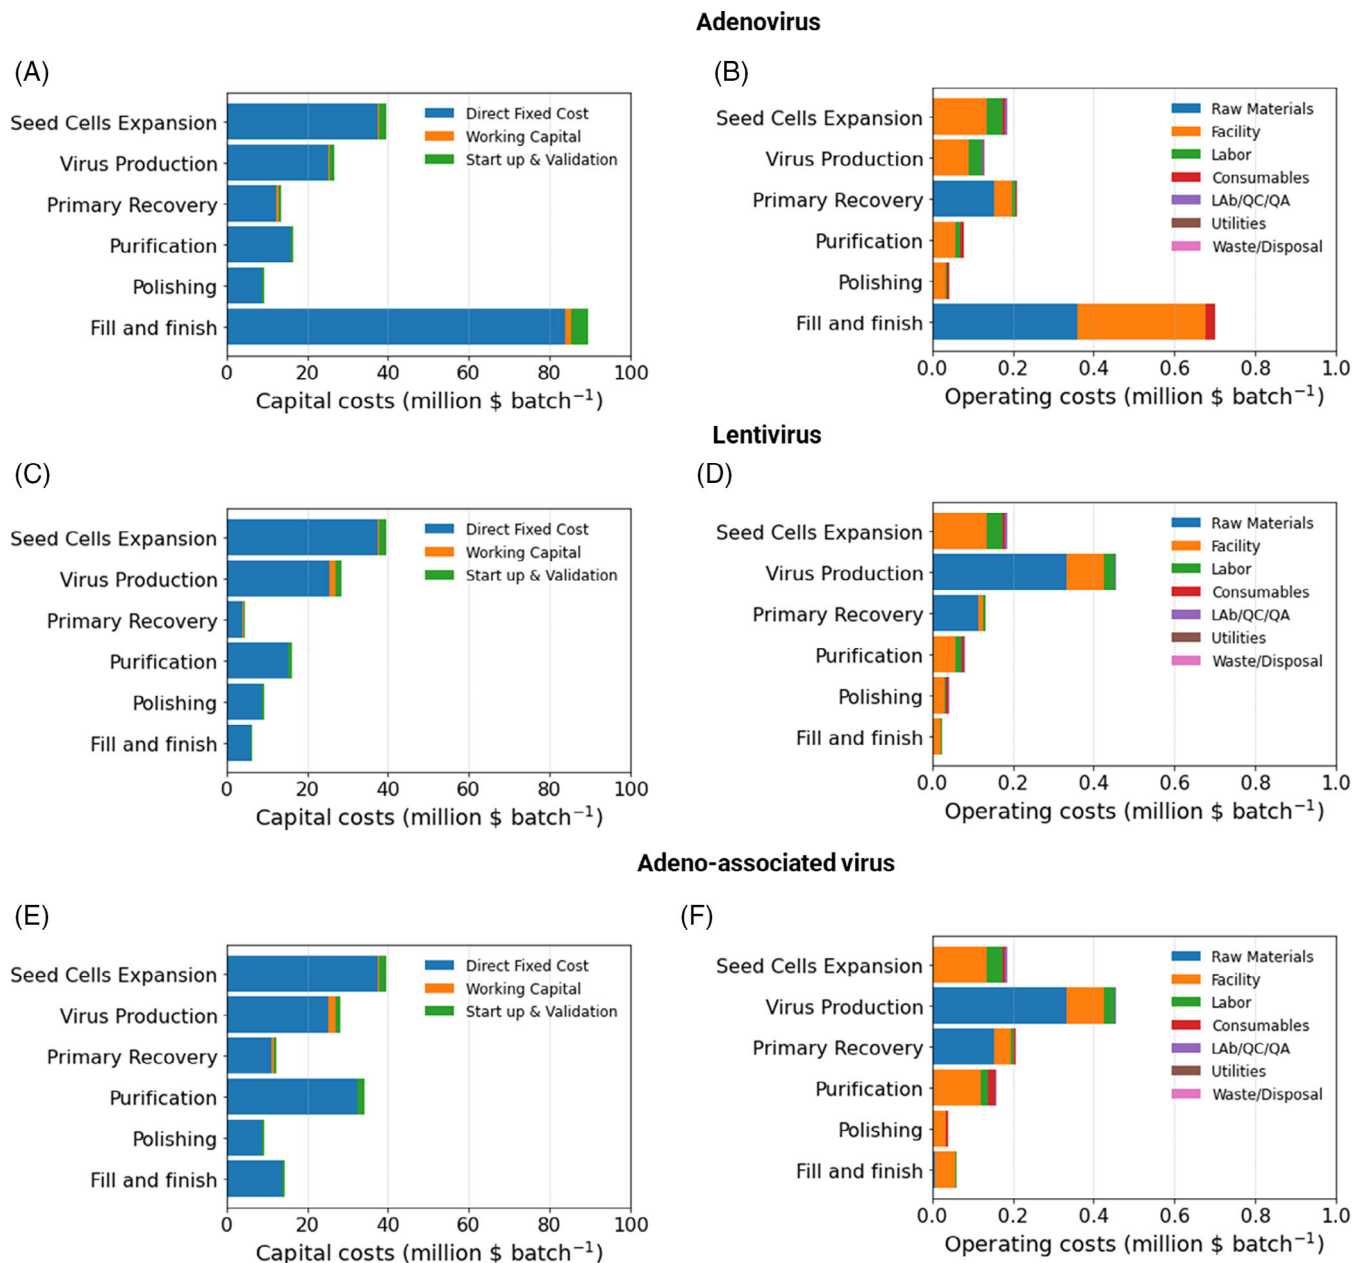 Adenovirus
(A)
Seed Cells Expansion
Virus Production
Primary Recovery
Purification
Polishing
Fill and finish
Direct Fixed Cost
Working Capital
Start up & Validation
0 20 40 60 80 100
Capital costs (million $ batch⁻¹)
(B)
Seed Cells Expansion
Virus Production
Primary Recovery
Purification
Polishing
Fill and finish
Raw Materials
Facility
Labor
Consumables
LAb/QC/QA
Utilities
Waste/Disposal
0.0 0.2 0.4 0.6 0.8 1.0
Operating costs (million $ batch⁻¹)
Lentivirus
(C)
Seed Cells Expansion
Virus Production
Primary Recovery
Purification
Polishing
Fill and finish
Direct Fixed Cost
Working Capital
Start up & Validation
0 20 40 60 80 100
Capital costs (million $ batch⁻¹)
(D)
Seed Cells Expansion
Virus Production
Primary Recovery
Purification
Polishing
Fill and finish
Raw Materials
Facility
Labor
Consumables
LAb/QC/QA
Utilities
Waste/Disposal
0.0 0.2 0.4 0.6 0.8 1.0
Operating costs (million $ batch⁻¹)
Adeno-associated virus
(E)
Seed Cells Expansion
Virus Production
Primary Recovery
Purification
Polishing
Fill and finish
Direct Fixed Cost
Working Capital
Start up & Validation
0 20 40 60 80 100
Capital costs (million $ batch⁻¹)
(F)
Seed Cells Expansion
Virus Production
Primary Recovery
Purification
Polishing
Fill and finish
Raw Materials
Facility
Labor
Consumables
LAb/QC/QA
Utilities
Waste/Disposal
0.0 0.2 0.4 0.6 0.8 1.0
Operating costs (million $ batch⁻¹)